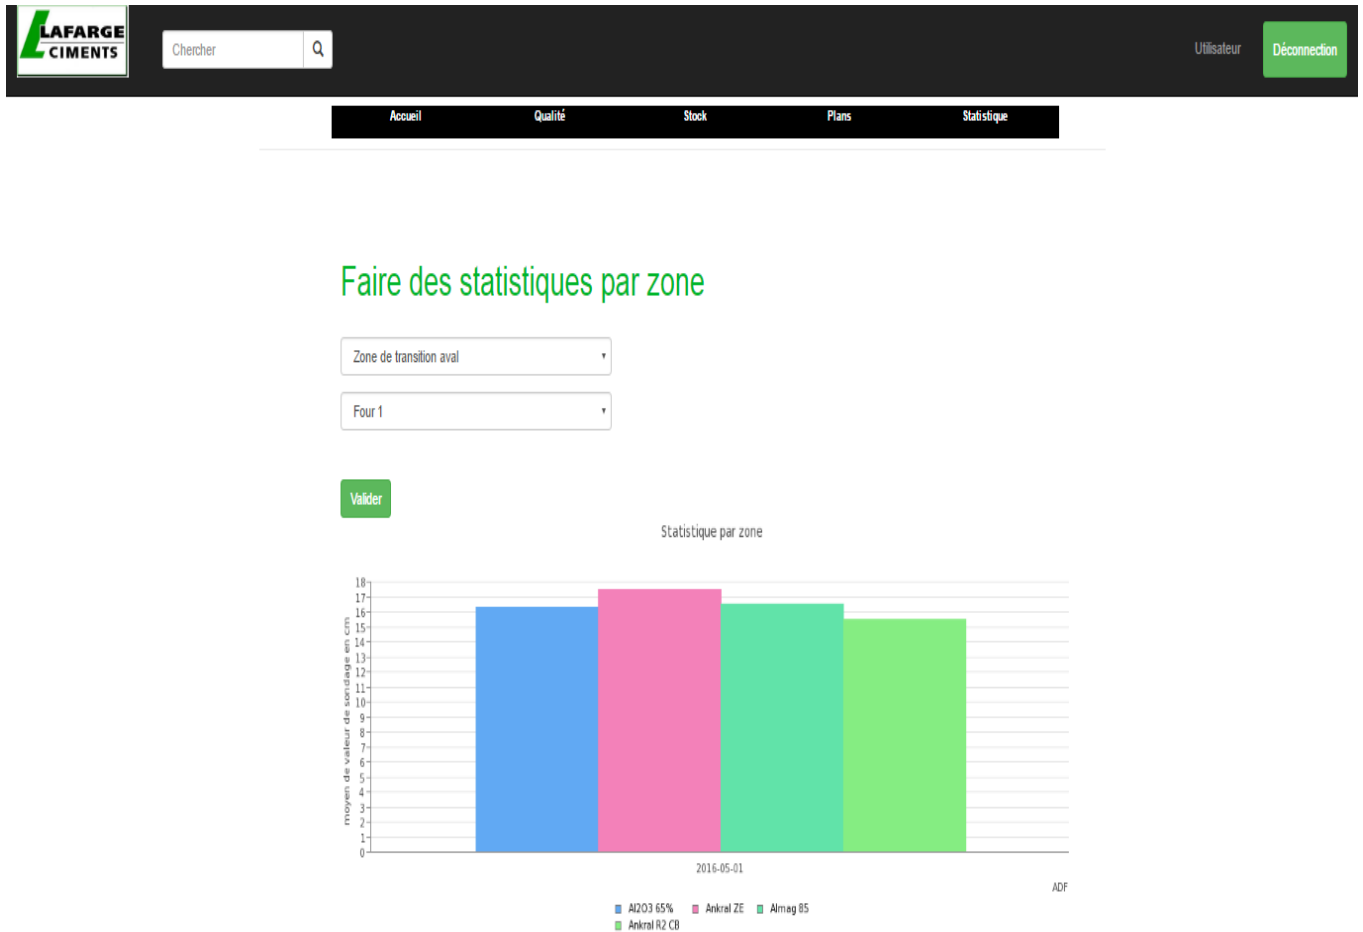 LAFARGE
CIMENTS
Chercher
Utilisateur
Déconnection
Accueil Qualité Stock Plans Statistique
Faire des statistiques par zone
Zone de transition aval
Four 1
Valider
Statistique par zone
moyen de valeur de sondage en cm
18
17
16
15
14
13
12
11
10
9
8
7
6
5
4
3
2
1
0
2016-05-01
ADF
Al2O3 65% Ankral ZE Almag 85
Ankral R2 CB